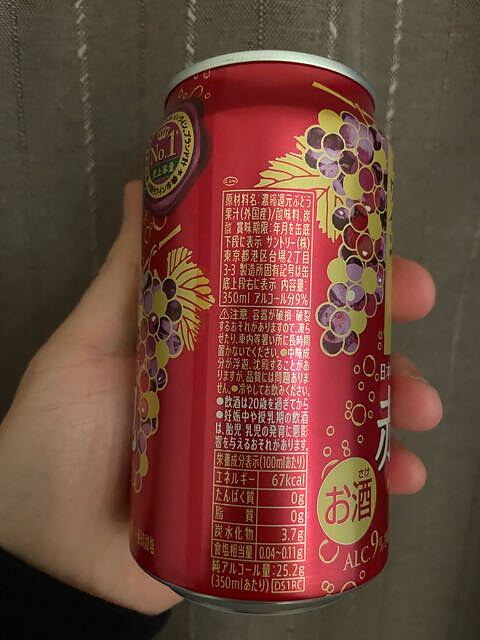 No.1
原材料名:濃縮還元ぶどう
果汁(外国産)/酸味料、炭
酸 賞味期限:年月を缶底
下段に表示 サントリー(株)
東京都港区台場2丁目
3-3 製造所固有記号は缶
底上段右に表示 内容量:
350ml アルコール分9%
⚠注意 容器が破損・破裂
するおそれがありますので、凍ら
せたり、車内等暑い所に長時間
置かないでください。●中味成
分が浮遊、沈殿することがあ
りますが、品質には問題ありま
せん。●冷やしてお飲みください。
●飲酒は20歳を過ぎてから
●妊娠中や授乳期の飲酒
は、胎児・乳児の発育に悪影
響を与えるおそれがあります。
栄養成分表示(100mlあたり)
エネルギー 67kcal
たんぱく質 0g
脂質 0g
炭水化物 3.7g
食塩相当量 0.04~0.11g
純アルコール量:25.2g
(350mlあたり) DS1RC
さけ
お酒
ALC.9%